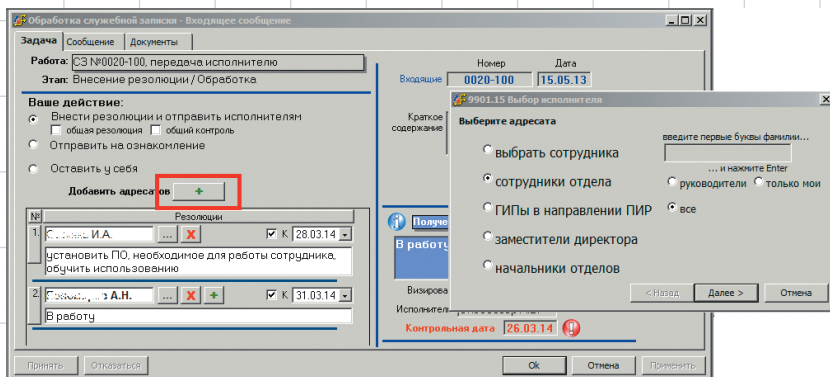 Обработка служебной записки - Входящее сообщение
Задача Сообщение Документы
Работа: СЗ №0020-100, передача исполнителю
Этап: Внесение резолюции / Обработка
Ваше действие:
Внести резолюции и отправить исполнителям
общая резолюция общий контроль
Отправить на ознакомление
Оставить у себя
Добавить адресатов +
№ Резолюции
1. И.А. ... X К 28.03.14
установить ПО, необходимое для работы сотрудника,
обучить использованию
2. А.Н. ... X + К 31.03.14
В работу
Номер Дата
Входящие 0020-100 15.05.13
Краткое
содержание
В работу
Контрольная дата 26.03.14
Принять Отказаться Ok Отмена Применить
9901.15 Выбор исполнителя X
Выберите адресата
введите первые буквы фамилии...
выбрать сотрудника
... и нажмите Enter
сотрудники отдела руководители только мои
ГИПы в направлении ПИР все
заместители директора
начальники отделов
< Назад Далее > Отмена